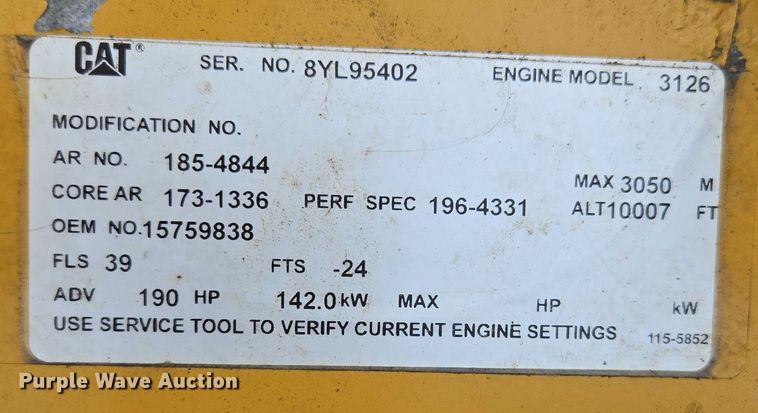 CAT® SER. NO. 8YL95402 ENGINE MODEL 3126
MODIFICATION NO.
AR NO. 185-4844
MAX 3050 M
CORE AR 173-1336 PERF SPEC 196-4331 ALT 10007 FT
OEM NO. 15759838
FLS 39 FTS -24
ADV 190 HP 142.0 kW MAX HP kW
USE SERVICE TOOL TO VERIFY CURRENT ENGINE SETTINGS 115-5852
Purple Wave Auction